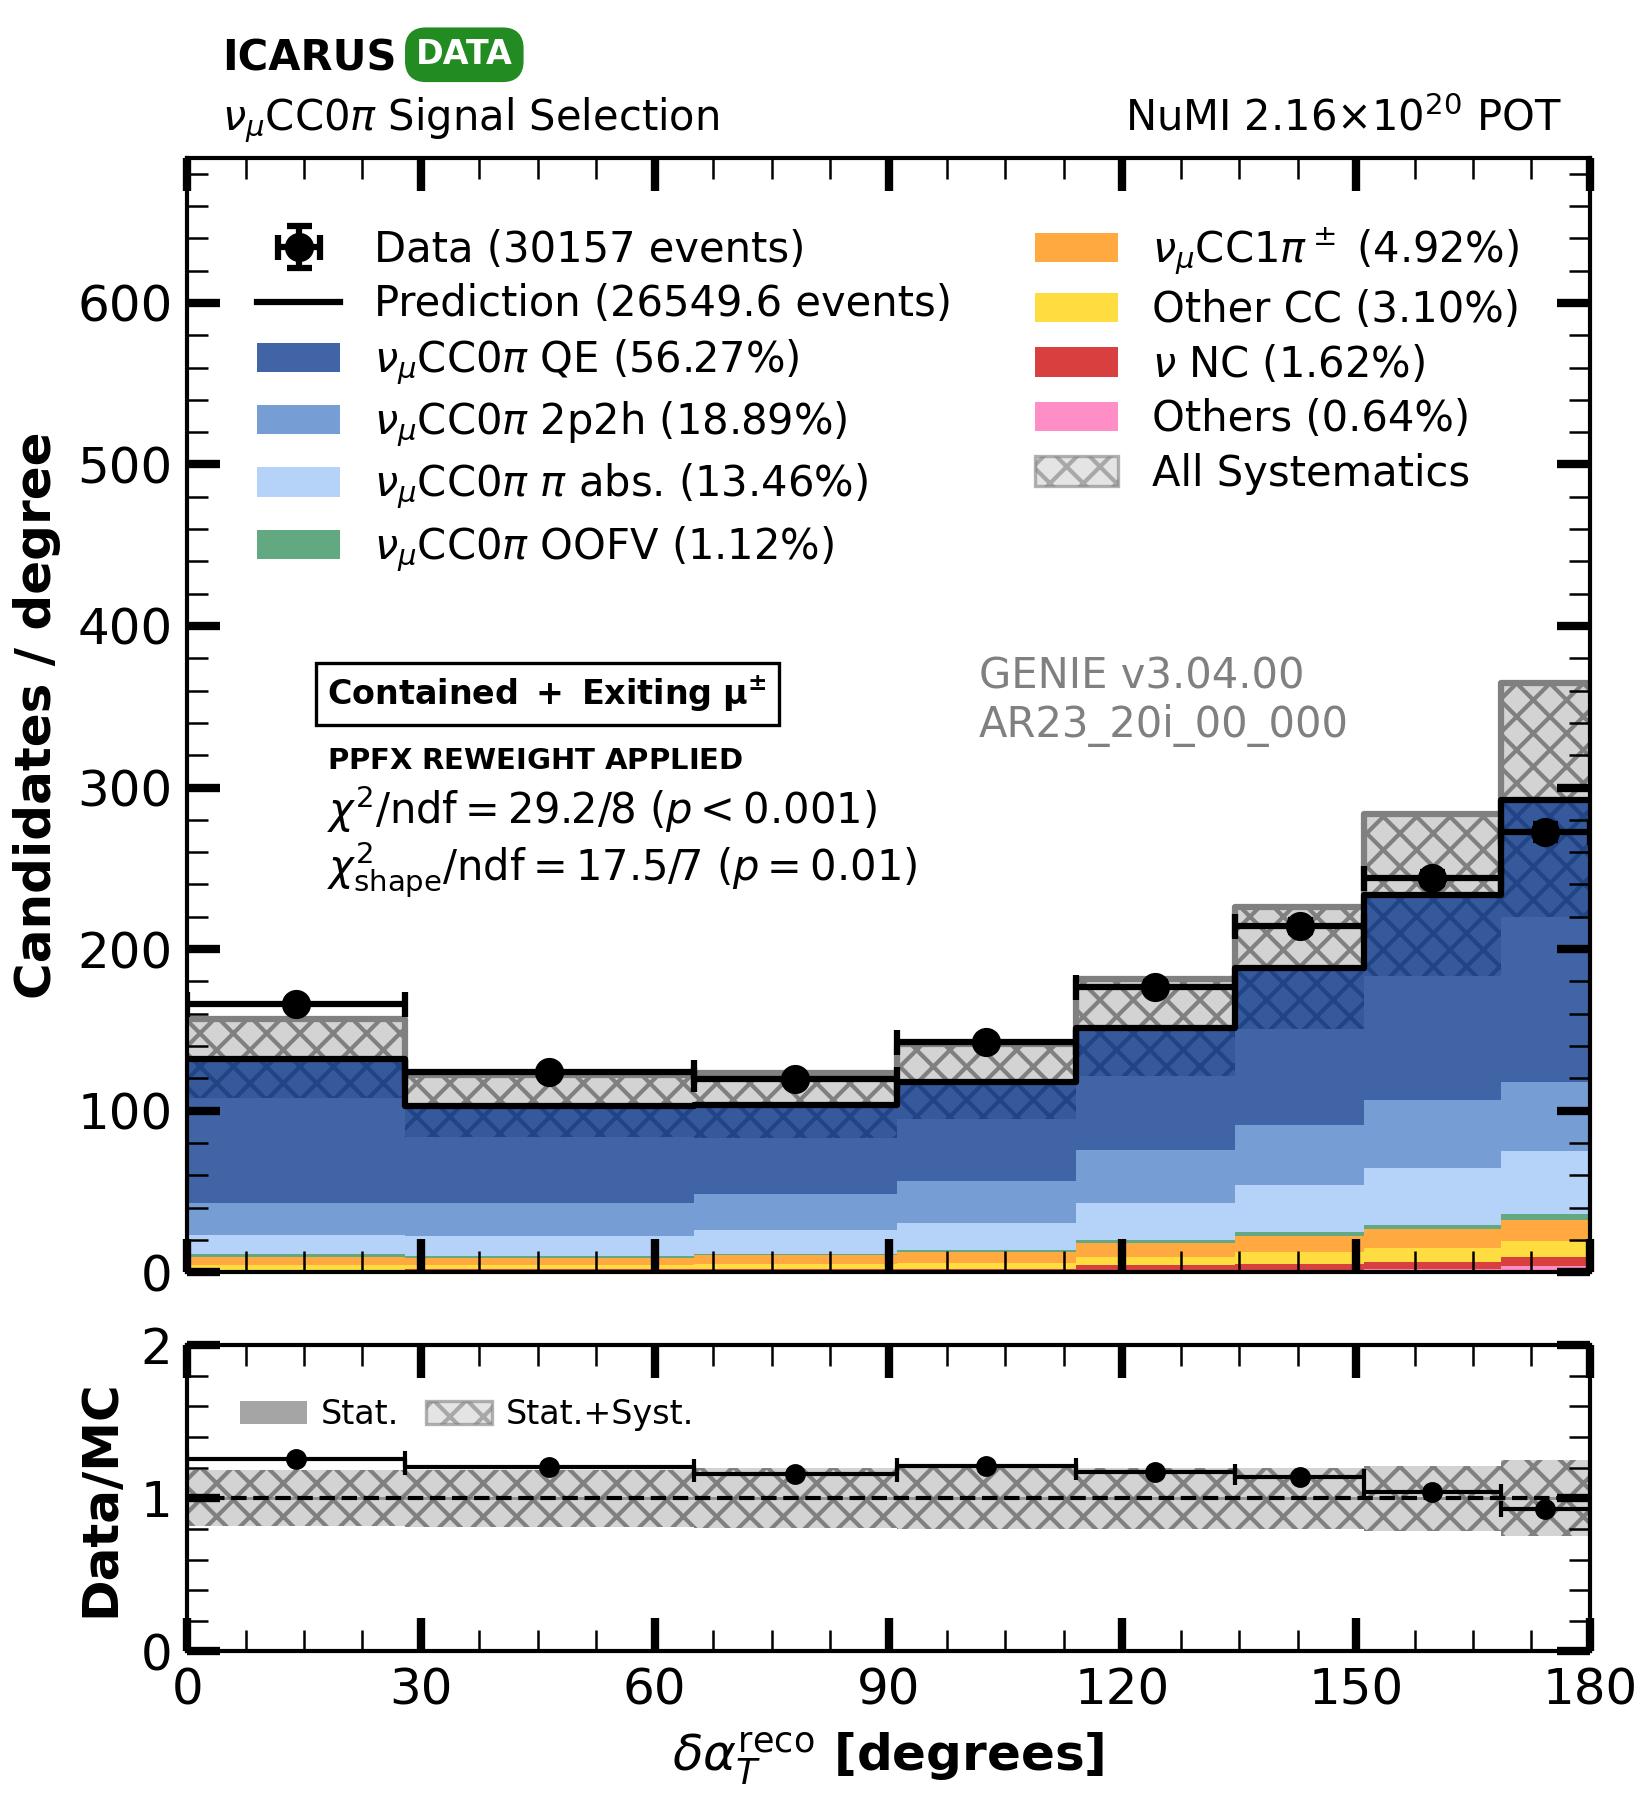 ICARUS DATA
νμCC0π Signal Selection
NuMI 2.16×10²⁰ POT
Data (30157 events)
Prediction (26549.6 events)
νμCC0π QE (56.27%)
νμCC0π 2p2h (18.89%)
νμCC0π π abs. (13.46%)
νμCC0π OOFV (1.12%)
νμCC1π± (4.92%)
Other CC (3.10%)
ν NC (1.62%)
Others (0.64%)
All Systematics
Contained + Exiting μ±
PPFX REWEIGHT APPLIED
χ²/ndf = 29.2/8 (p < 0.001)
χ²shape/ndf = 17.5/7 (p = 0.01)
GENIE v3.04.00
AR23_20i_00_000
Candidates / degree
600
500
400
300
200
100
0
Data/MC
2
1
0
Stat.
Stat.+Syst.
0 30 60 90 120 150 180
δαT^reco [degrees]